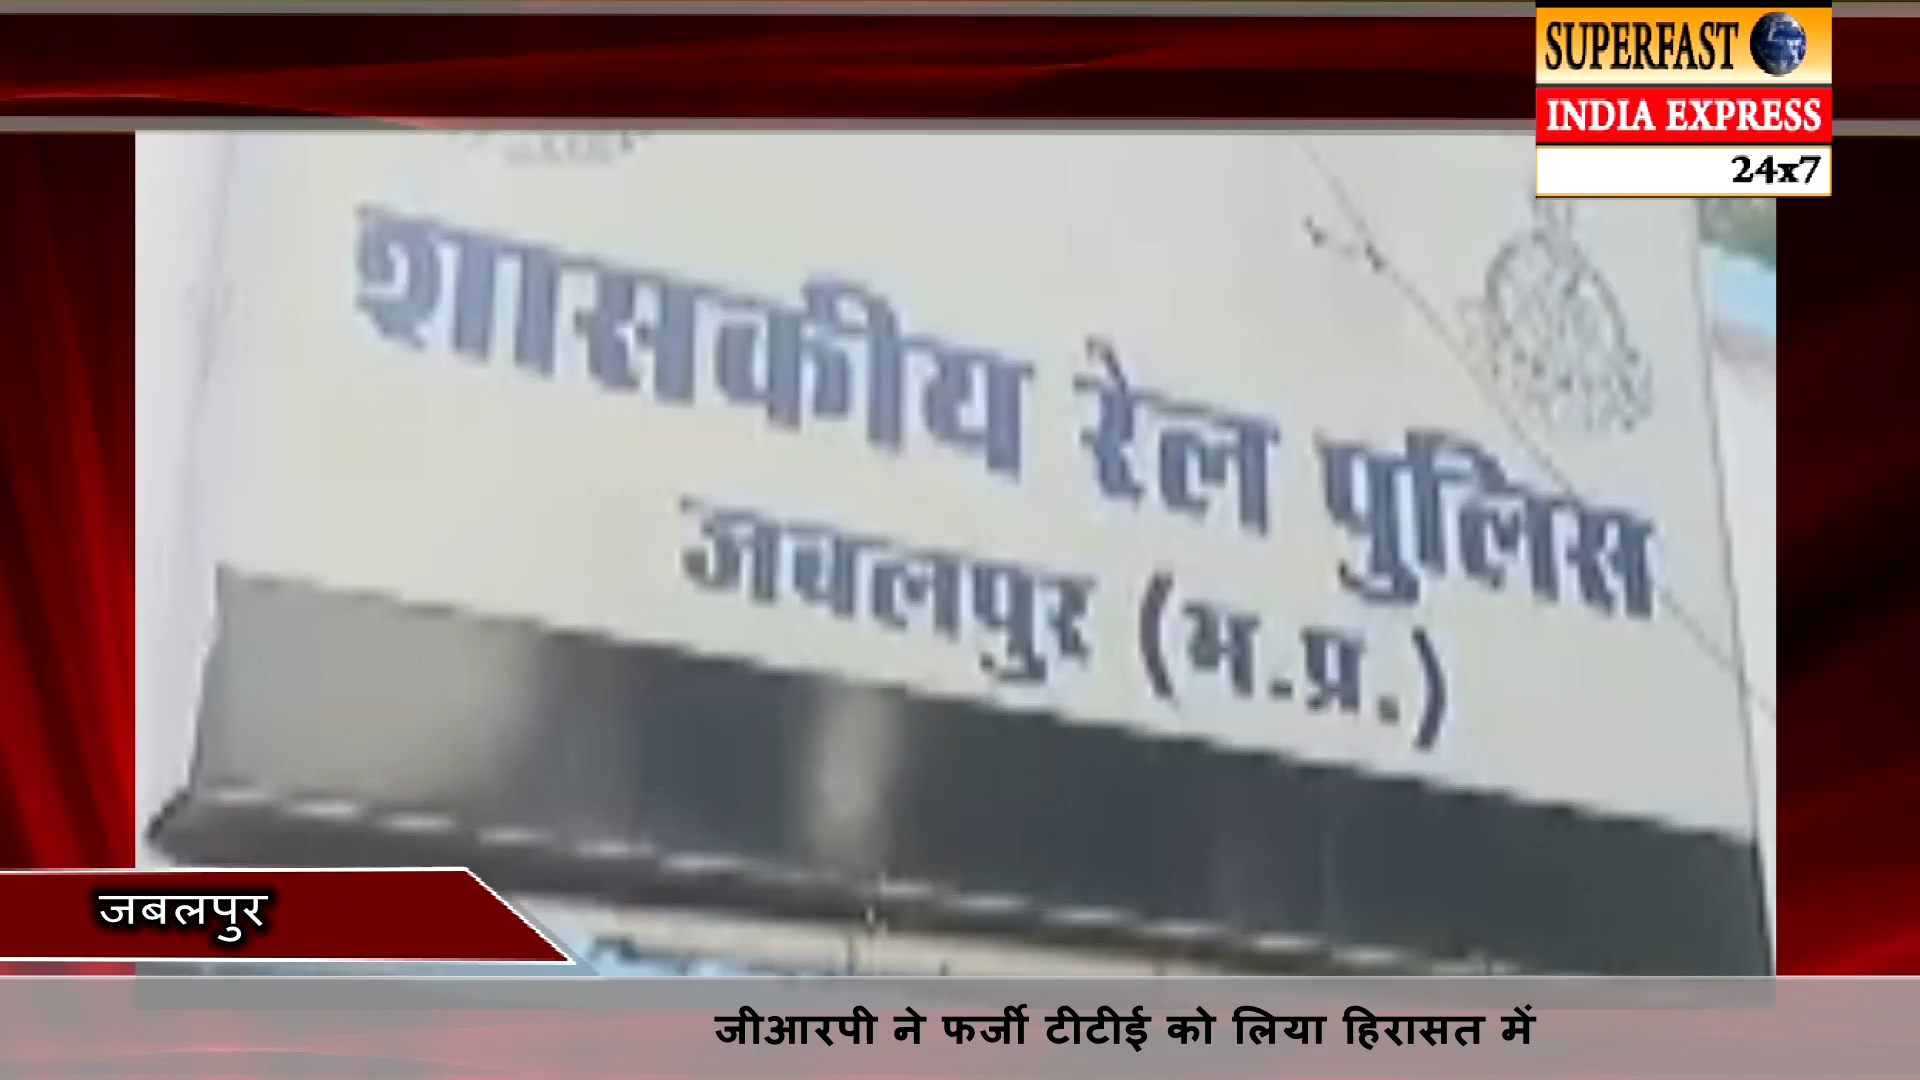 SUPERFAST
INDIA EXPRESS
24x7
शासकीय रेल पुलिस
जबलपुर (म.प्र.)
जबलपुर
जीआरपी ने फर्जी टीटीई को लिया हिरासत में